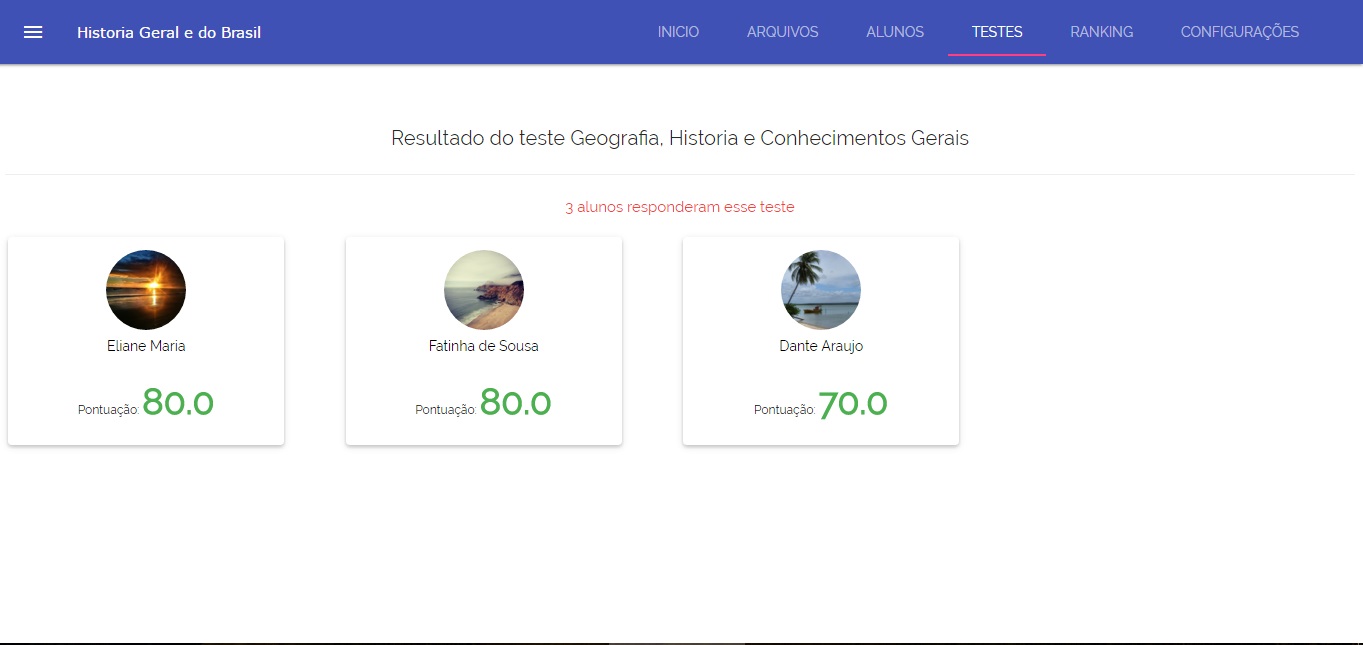 Historia Geral e do Brasil INICIO ARQUIVOS ALUNOS TESTES RANKING CONFIGURAÇÕES
Resultado do teste Geografia, Historia e Conhecimentos Gerais
3 alunos responderam esse teste
Eliane Maria
Pontuação: 80.0
Fatinha de Sousa
Pontuação: 80.0
Dante Araujo
Pontuação: 70.0